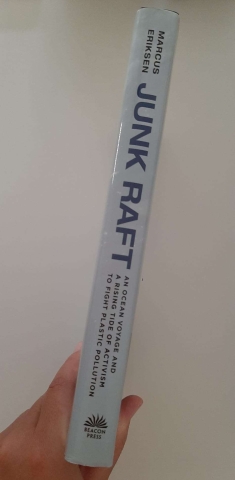 MARCUS
ERIKSEN
JUNK RAFT
AN OCEAN VOYAGE AND
A RISING TIDE OF ACTIVISM
TO FIGHT PLASTIC POLLUTION
BEACON
PRESS